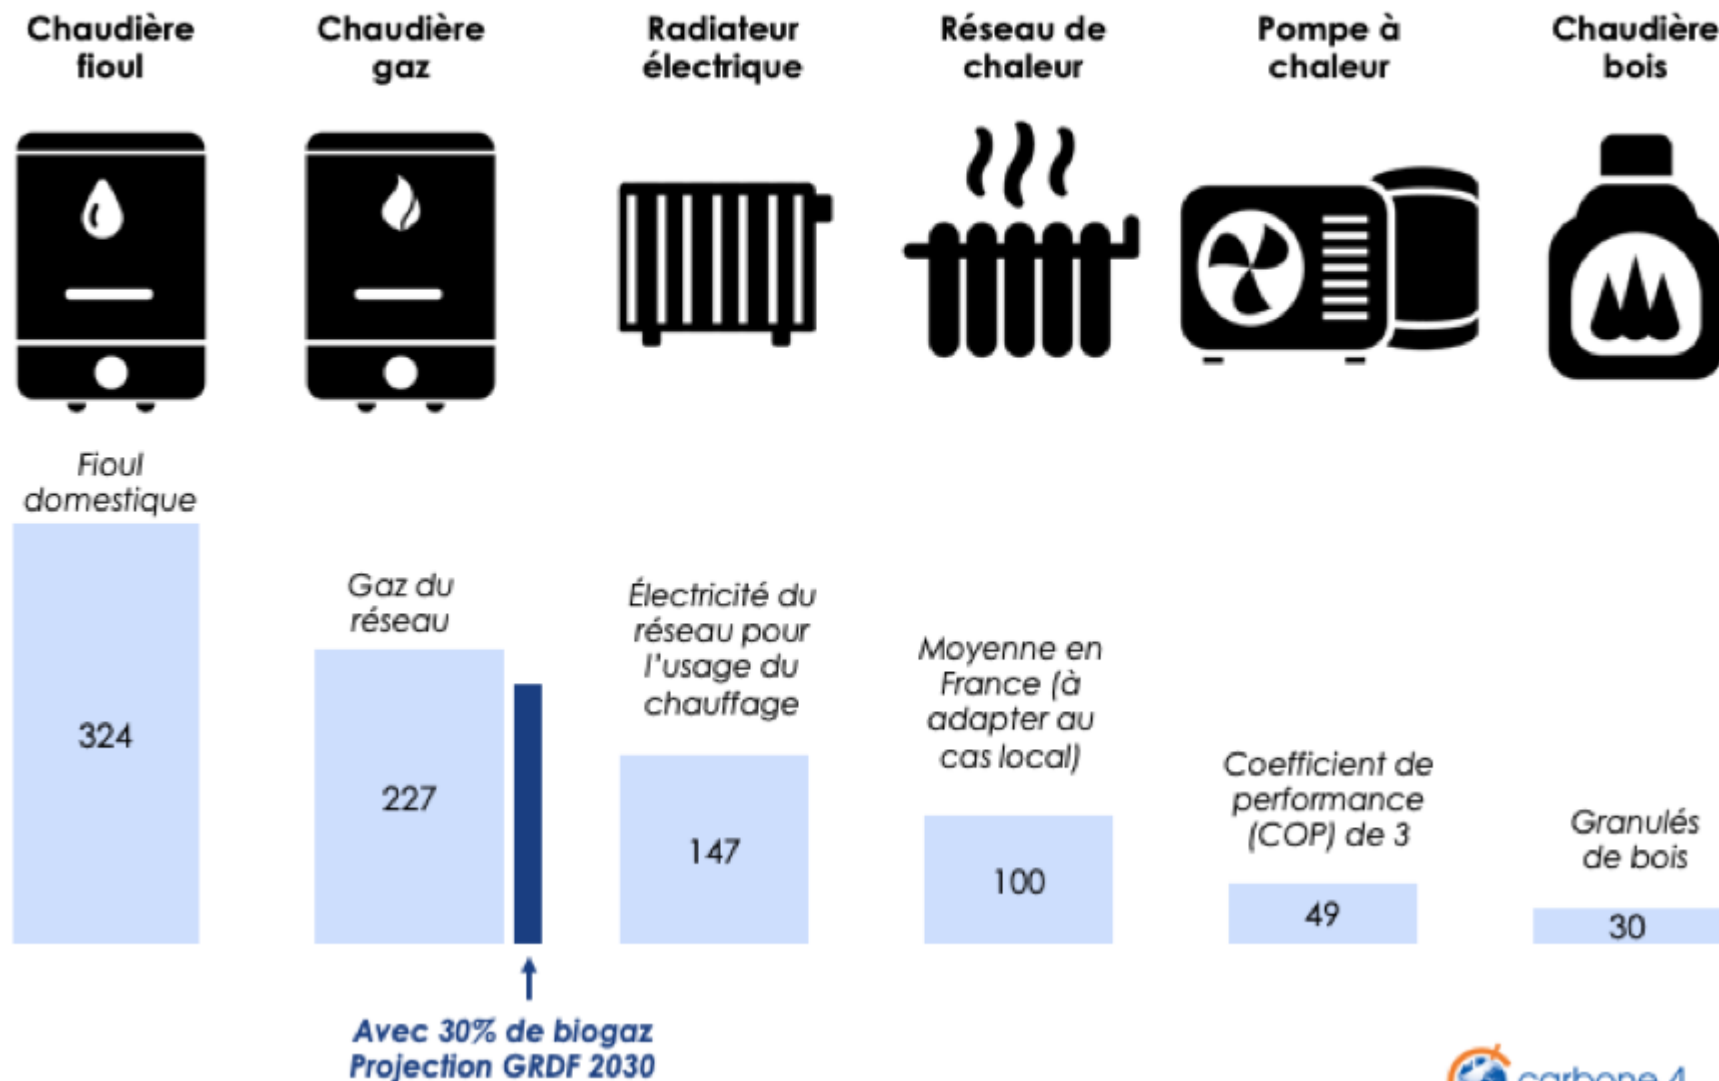 Chaudière
fioul
Chaudière
gaz
Radiateur
électrique
Réseau de
chaleur
Pompe à
chaleur
Chaudière
bois
Fioul
domestique
324
Gaz du
réseau
227
Électricité du
réseau pour
l'usage du
chauffage
147
Moyenne en
France (à
adapter au
cas local)
100
Coefficient de
performance
(COP) de 3
49
Granulés
de bois
30
Avec 30% de biogaz
Projection GRDF 2030
carbone 4